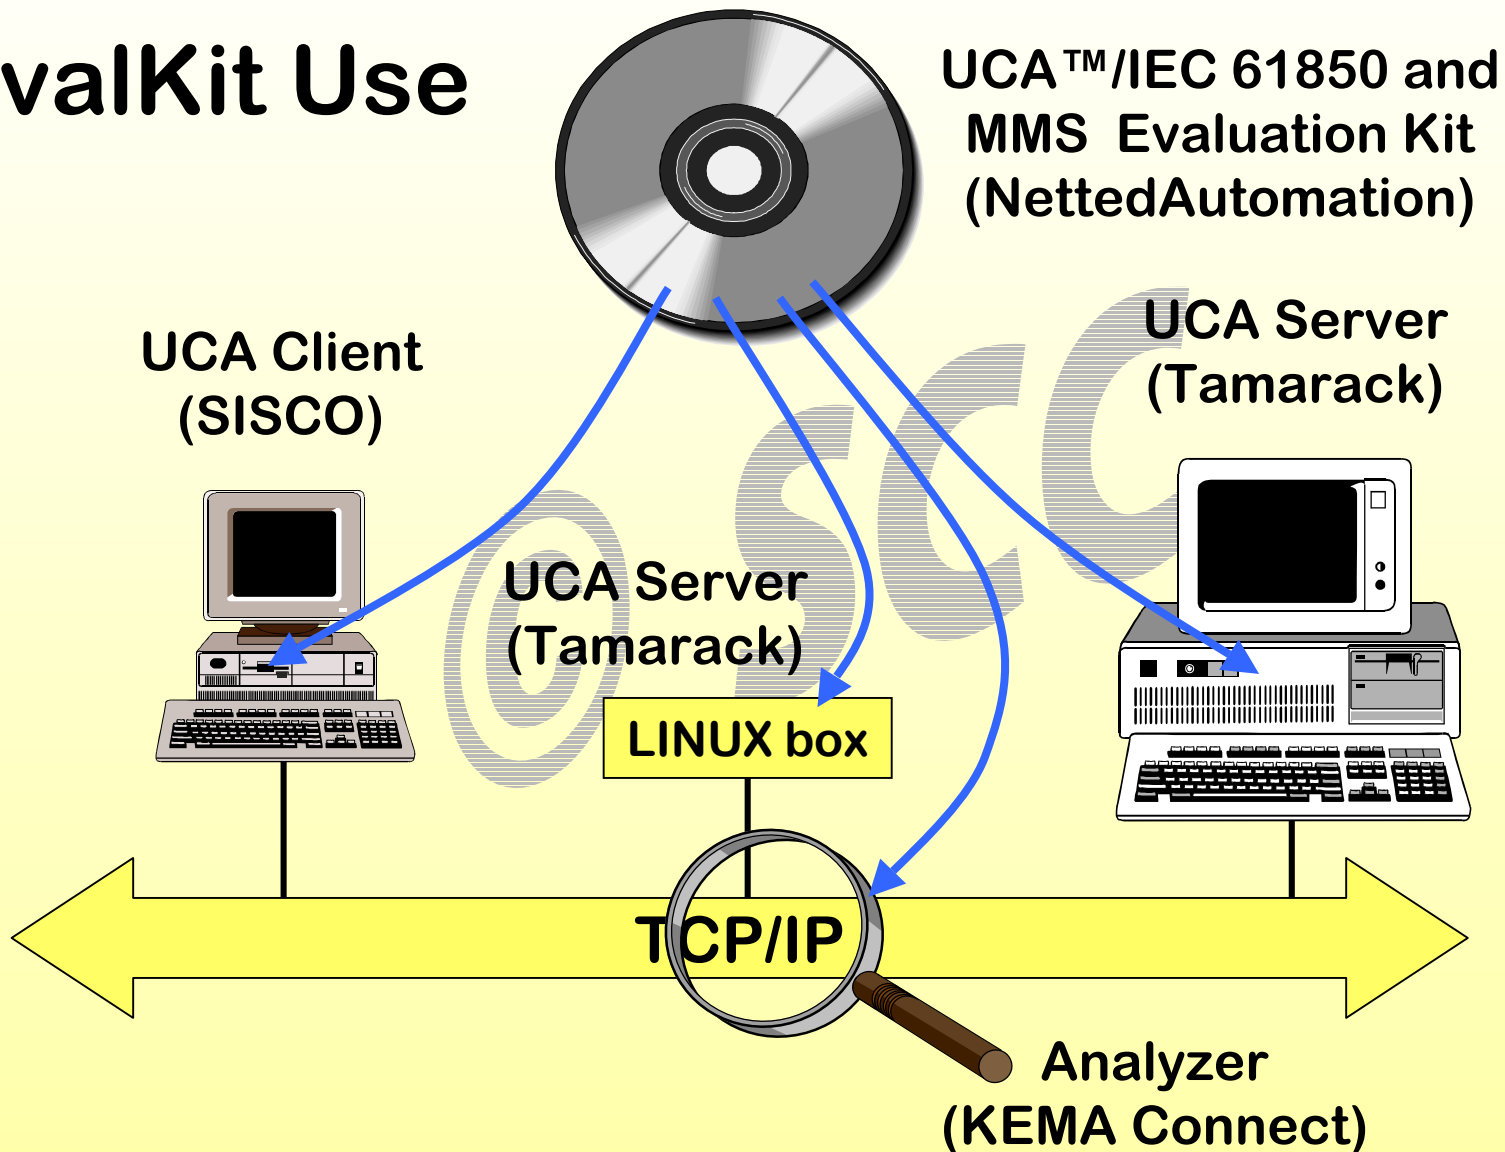 valKit Use
UCA™/IEC 61850 and
MMS Evaluation Kit
(NettedAutomation)
UCA Client
(SISCO)
UCA Server
(Tamarack)
UCA Server
(Tamarack)
LINUX box
© SCC
TCP/IP
Analyzer
(KEMA Connect)